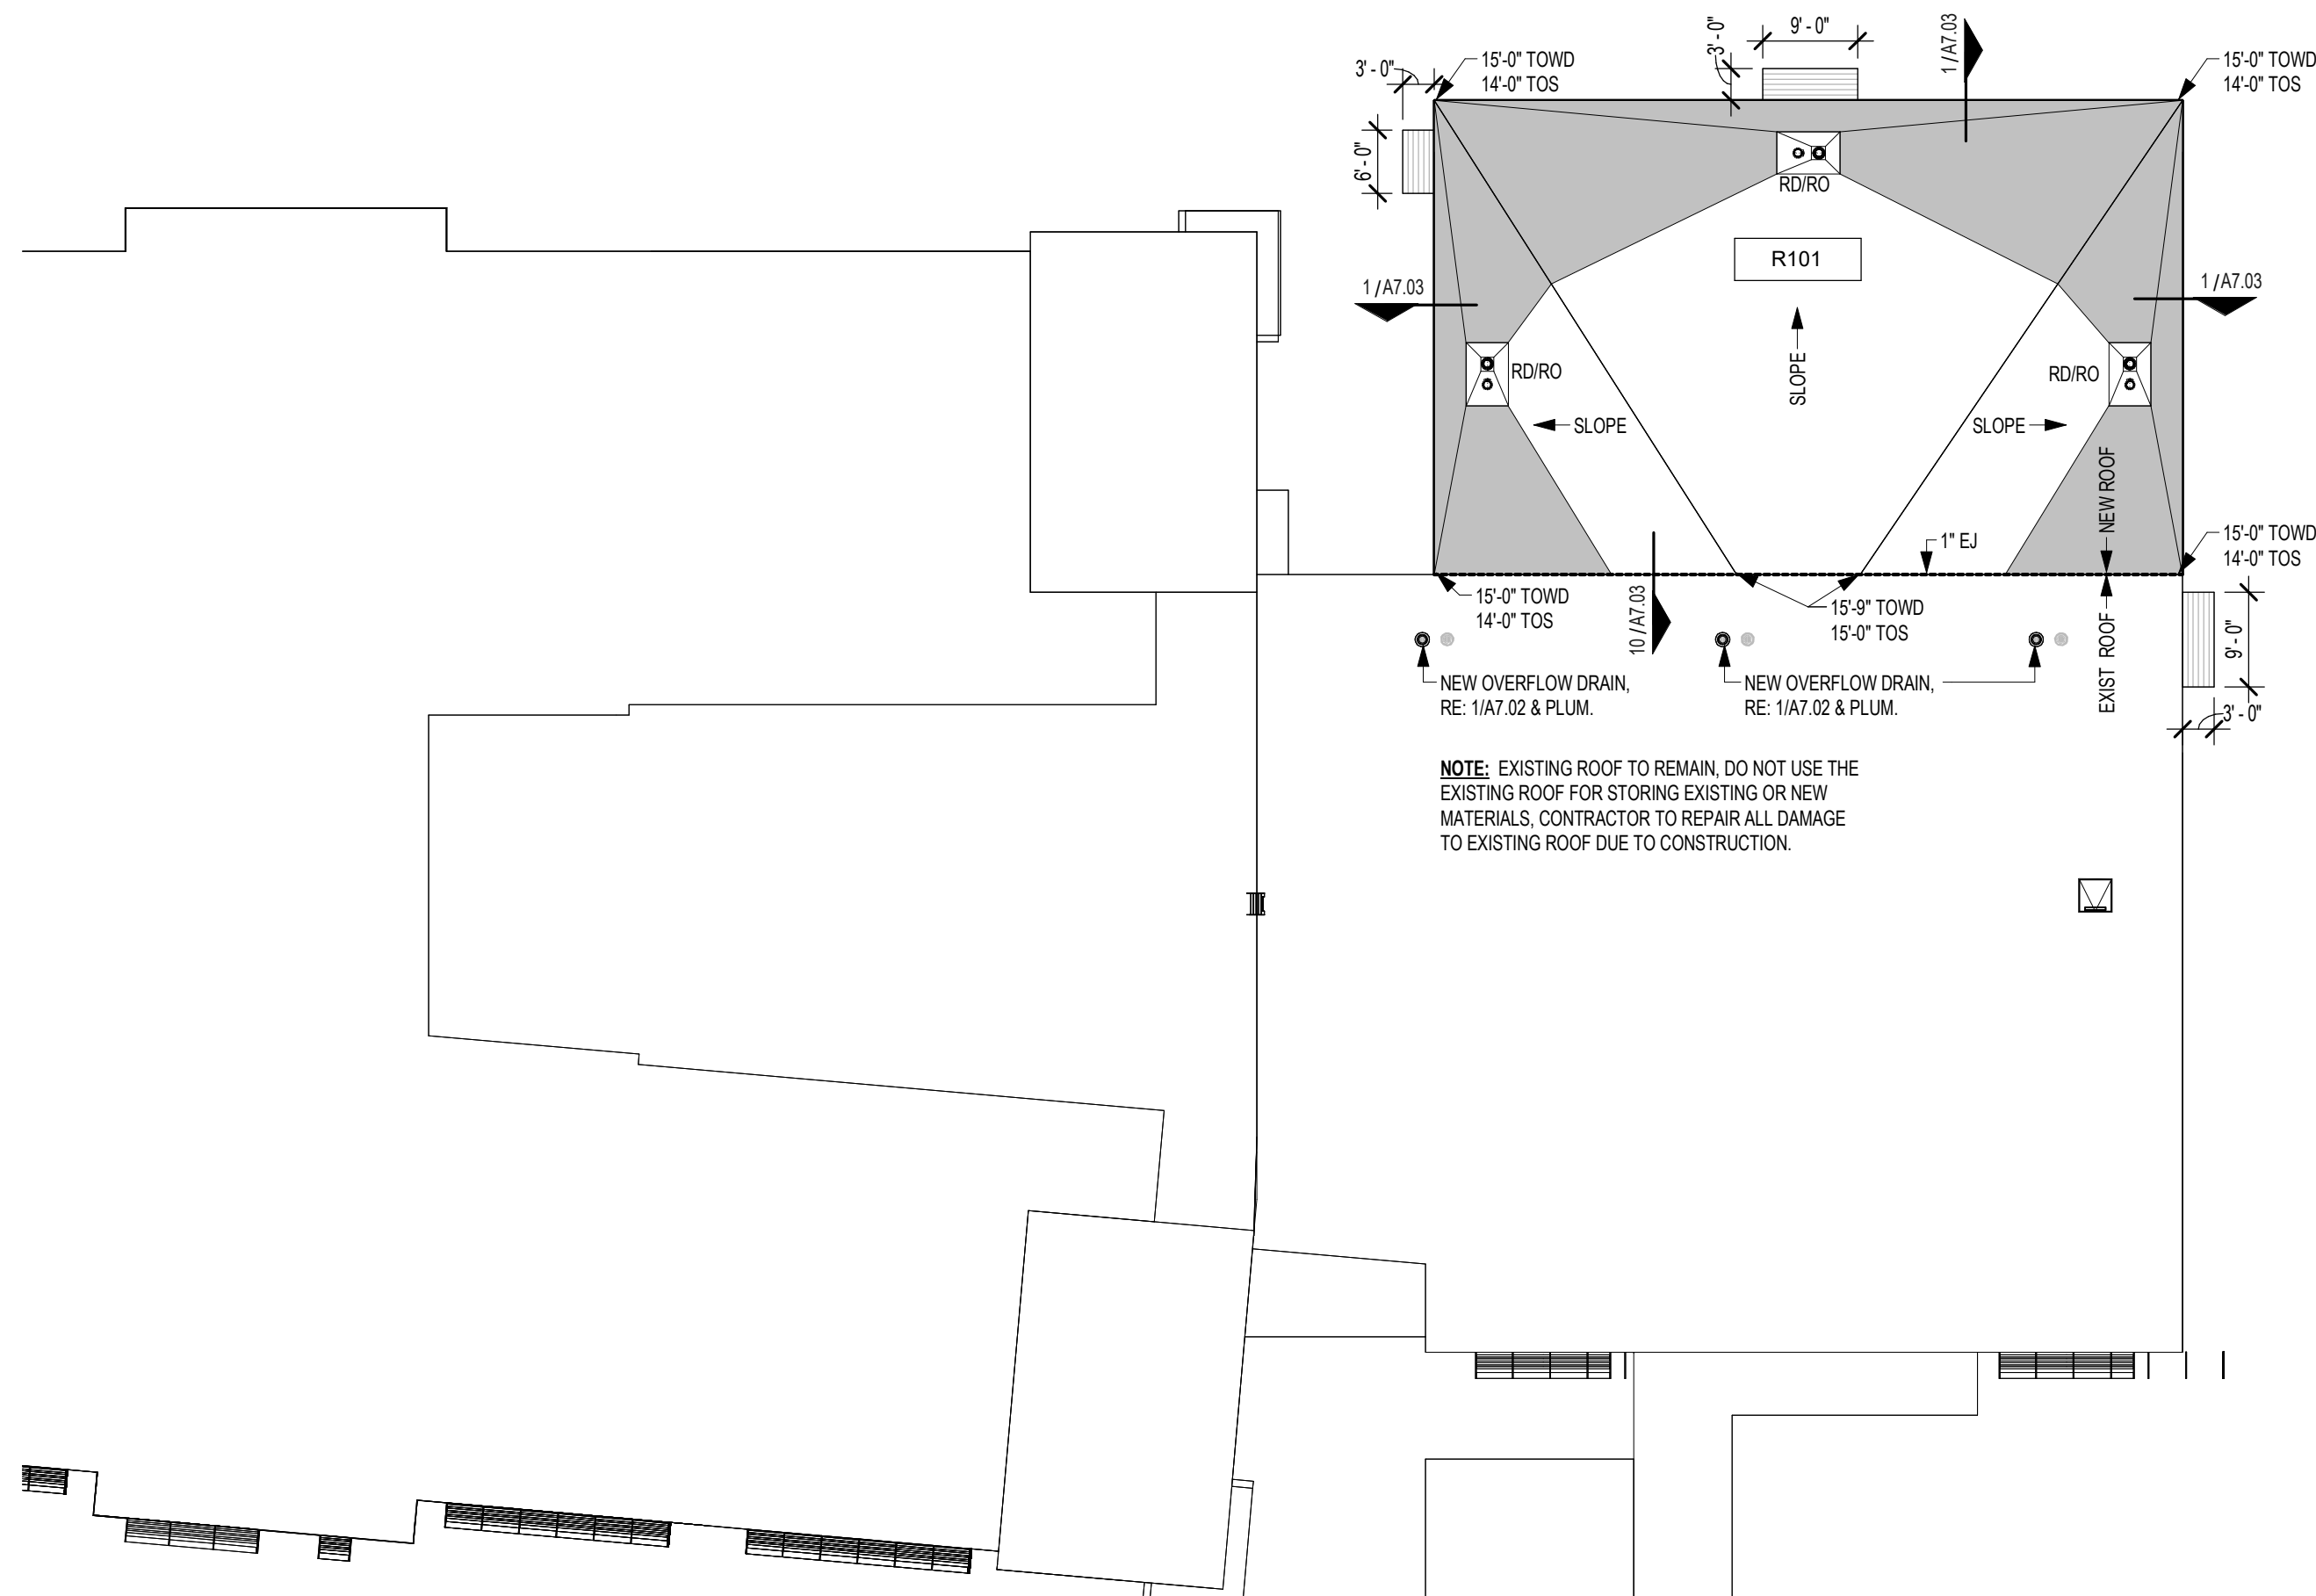 9' - 0"
3' - 0"
1 / A7.03
15'-0" TOWD
14'-0" TOS
15'-0" TOWD
14'-0" TOS
3' - 0"
6' - 0"
RD/RO
R101
1 / A7.03
1 / A7.03
SLOPE
RD/RO
RD/RO
SLOPE
SLOPE
NEW ROOF
1" EJ
15'-0" TOWD
14'-0" TOS
15'-0" TOWD
14'-0" TOS
10 / A7.03
15'-9" TOWD
15'-0" TOS
EXIST ROOF
9' - 0"
3' - 0"
NEW OVERFLOW DRAIN,
RE: 1/A7.02 & PLUM.
NEW OVERFLOW DRAIN,
RE: 1/A7.02 & PLUM.
NOTE: EXISTING ROOF TO REMAIN, DO NOT USE THE
EXISTING ROOF FOR STORING EXISTING OR NEW
MATERIALS, CONTRACTOR TO REPAIR ALL DAMAGE
TO EXISTING ROOF DUE TO CONSTRUCTION.